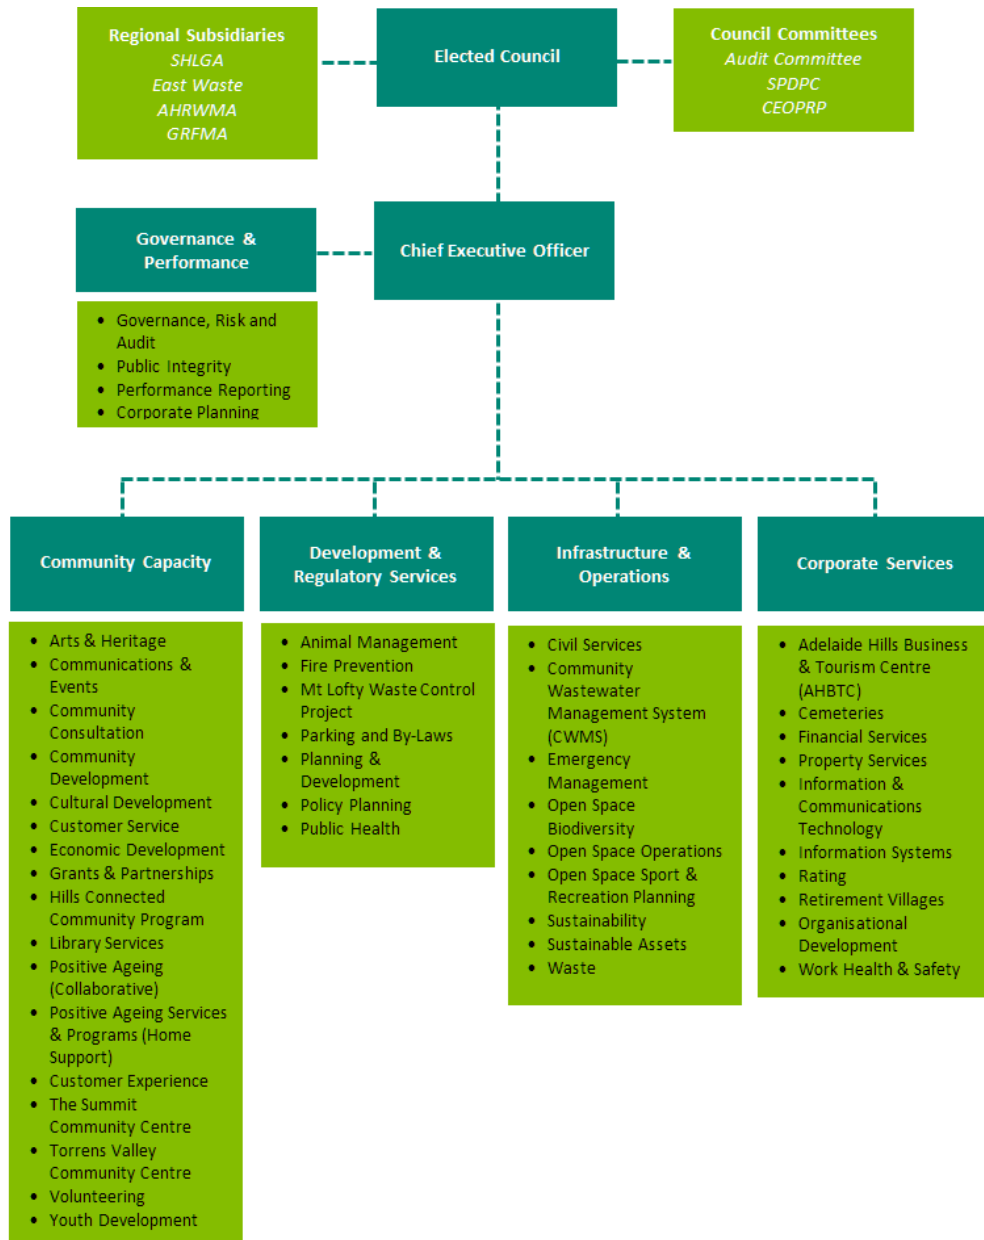 Regional Subsidiaries
SHLGA
East Waste
AHRWMA
GRFMA
Elected Council
Council Committees
Audit Committee
SPDPC
CEOPRP
Governance &
Performance
Chief Executive Officer
• Governance, Risk and
Audit
• Public Integrity
• Performance Reporting
• Corporate Planning
Community Capacity
• Arts & Heritage
• Communications &
Events
• Community
Consultation
• Community
Development
• Cultural Development
• Customer Service
• Economic Development
• Grants & Partnerships
• Hills Connected
Community Program
• Library Services
• Positive Ageing
(Collaborative)
• Positive Ageing Services
& Programs (Home
Support)
• Customer Experience
• The Summit
Community Centre
• Torrens Valley
Community Centre
• Volunteering
• Youth Development
Development &
Regulatory Services
• Animal Management
• Fire Prevention
• Mt Lofty Waste Control
Project
• Parking and By-Laws
• Planning &
Development
• Policy Planning
• Public Health
Infrastructure &
Operations
• Civil Services
• Community
Wastewater
Management System
(CWMS)
• Emergency
Management
• Open Space
Biodiversity
• Open Space Operations
• Open Space Sport &
Recreation Planning
• Sustainability
• Sustainable Assets
• Waste
Corporate Services
• Adelaide Hills Business
& Tourism Centre
(AHBTC)
• Cemeteries
• Financial Services
• Property Services
• Information &
Communications
Technology
• Information Systems
• Rating
• Retirement Villages
• Organisational
Development
• Work Health & Safety